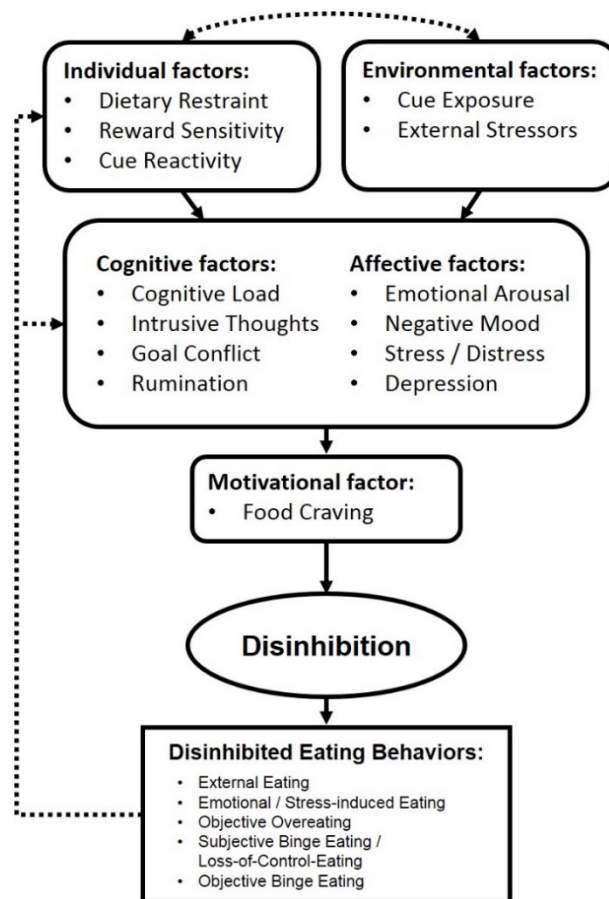 Individual factors:
• Dietary Restraint
• Reward Sensitivity
• Cue Reactivity
Environmental factors:
• Cue Exposure
• External Stressors
Cognitive factors:
• Cognitive Load
• Intrusive Thoughts
• Goal Conflict
• Rumination
Affective factors:
• Emotional Arousal
• Negative Mood
• Stress / Distress
• Depression
Motivational factor:
• Food Craving
Disinhibition
Disinhibited Eating Behaviors:
• External Eating
• Emotional / Stress-induced Eating
• Objective Overeating
• Subjective Binge Eating /
Loss-of-Control-Eating
• Objective Binge Eating